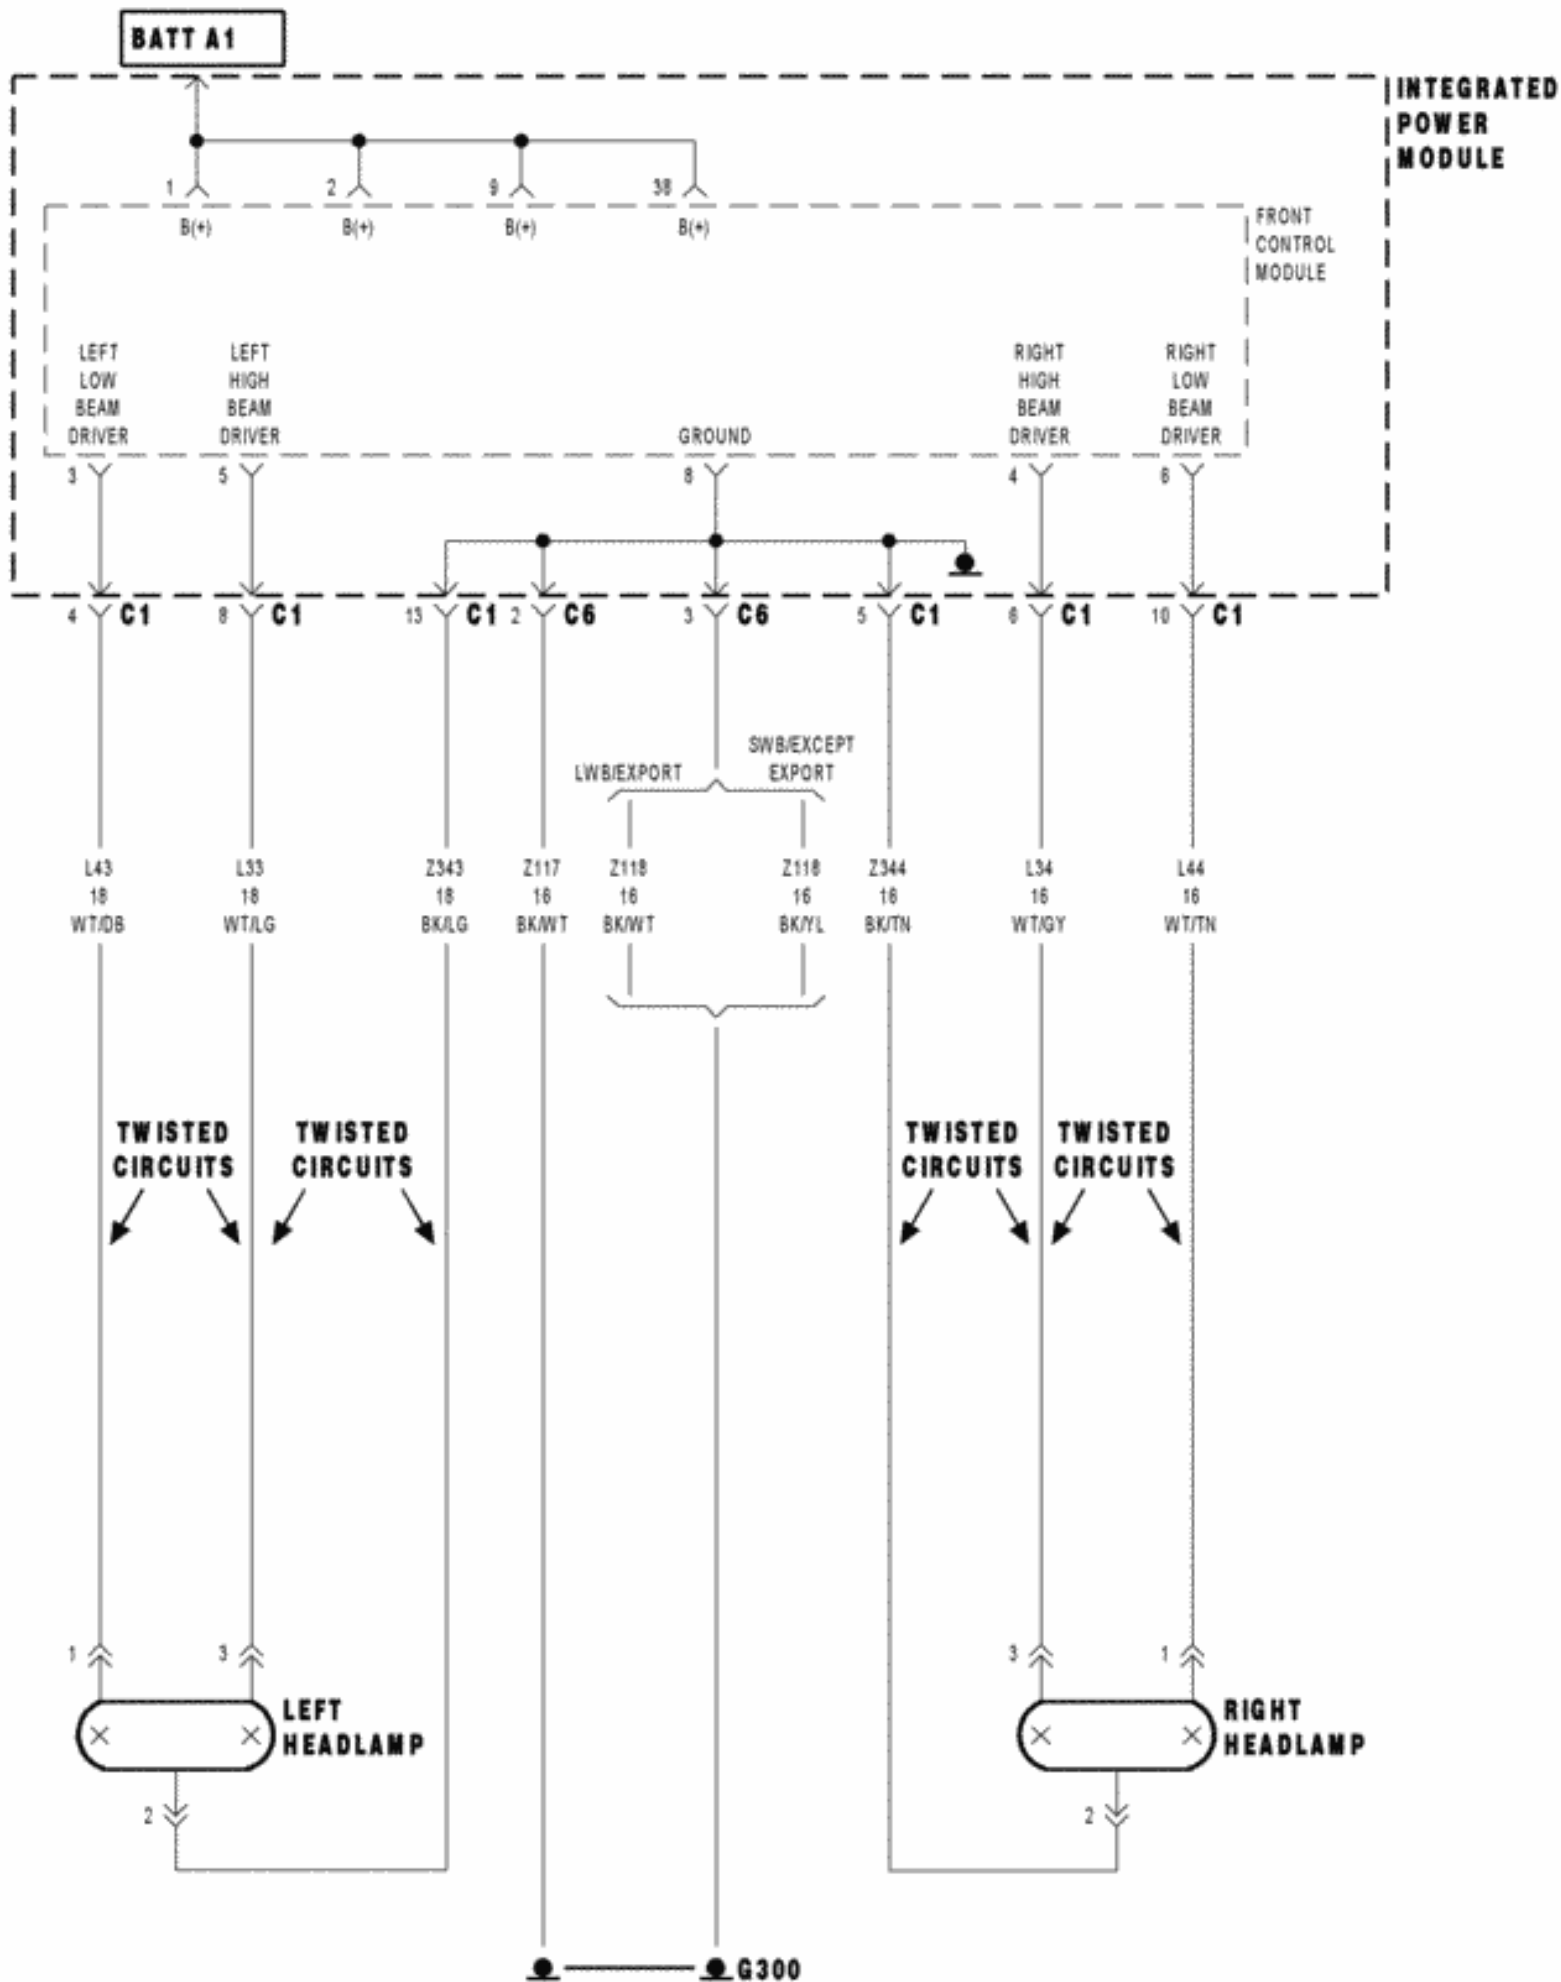 BATT A1
INTEGRATED
POWER
MODULE
1
2
9
38
B(+)
B(+)
B(+)
B(+)
FRONT
CONTROL
MODULE
LEFT
LOW
BEAM
DRIVER
LEFT
HIGH
BEAM
DRIVER
GROUND
RIGHT
HIGH
BEAM
DRIVER
RIGHT
LOW
BEAM
DRIVER
3
5
8
4
6
4 C1
8 C1
13 C1
2 C6
3 C6
5 C1
6 C1
10 C1
LWB/EXPORT
SWB/EXCEPT
EXPORT
L43
18
WT/DB
L33
18
WT/LG
Z343
18
BK/LG
Z117
16
BK/WT
Z118
16
BK/WT
Z118
16
BK/YL
Z344
16
BK/TN
L34
16
WT/GY
L44
16
WT/TN
TWISTED
CIRCUITS
TWISTED
CIRCUITS
TWISTED
CIRCUITS
TWISTED
CIRCUITS
1
3
3
1
LEFT
HEADLAMP
RIGHT
HEADLAMP
2
2
G300